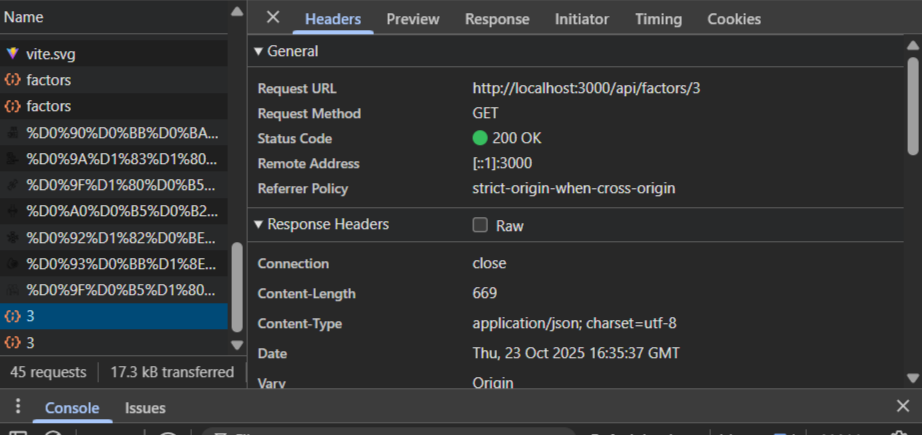 Name
vite.svg
factors
factors
%D0%90%D0%BB%D0%BA...
%D0%9A%D1%83%D1%80...
%D0%9F%D1%80%D0%B5...
%D0%A0%D0%B5%D0%B2...
%D0%92%D1%82%D0%BE...
%D0%93%D0%BB%D1%8E...
%D0%9F%D0%B5%D1%80...
3
3
45 requests 17.3 kB transferred
Headers Preview Response Initiator Timing Cookies
General
Request URL http://localhost:3000/api/factors/3
Request Method GET
Status Code 200 OK
Remote Address [::1]:3000
Referrer Policy strict-origin-when-cross-origin
Response Headers Raw
Connection close
Content-Length 669
Content-Type application/json; charset=utf-8
Date Thu, 23 Oct 2025 16:35:37 GMT
Vary Origin
Console Issues